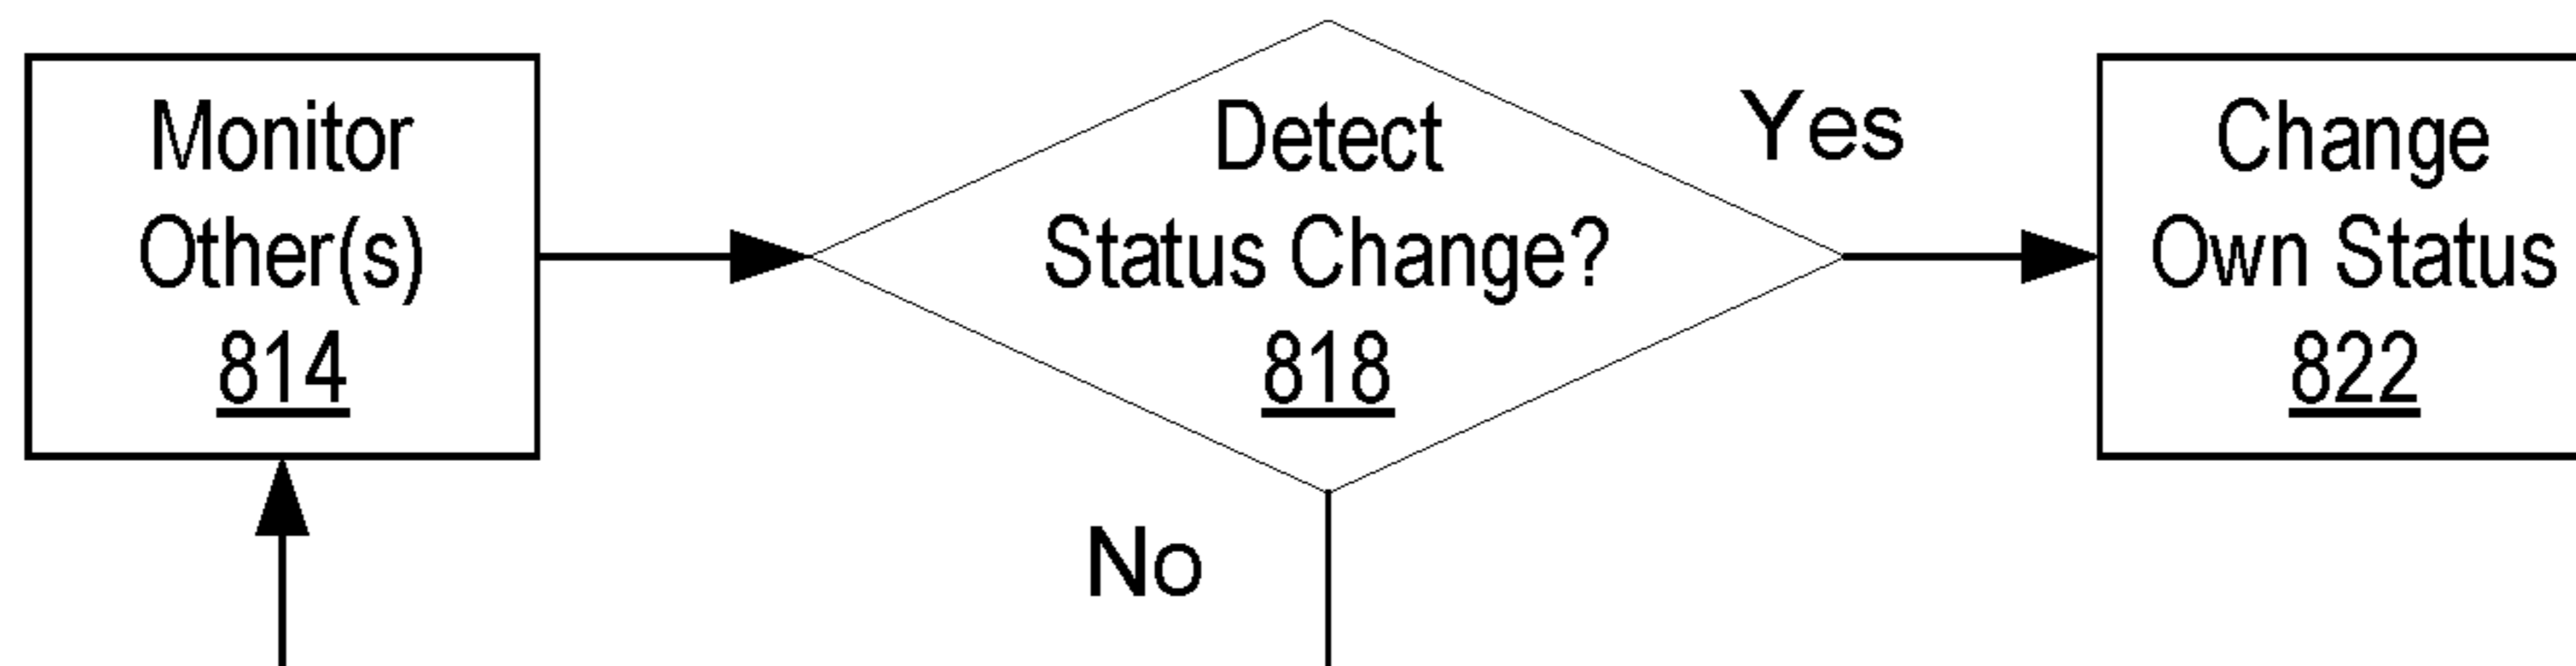 Monitor
Other(s)
814
Detect
Status Change?
818
Yes
Change
Own Status
822
No